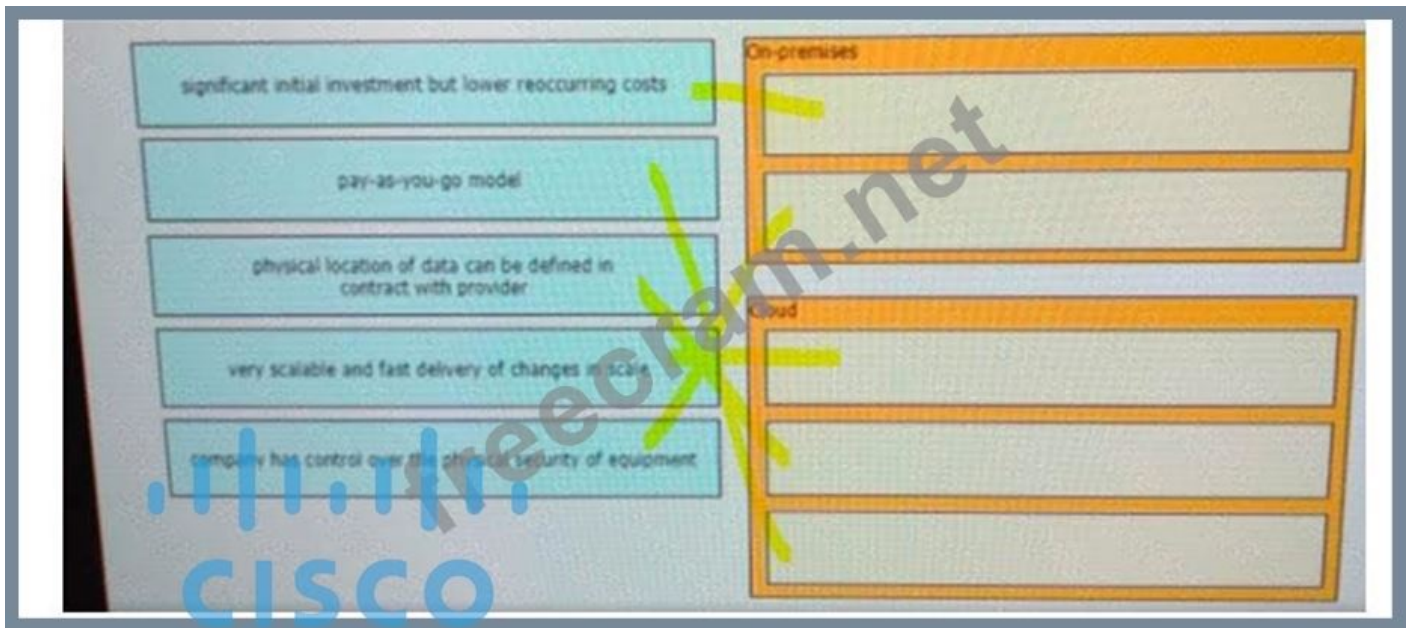 significant initial investment but lower reoccurring costs
pay-as-you-go model
physical location of data can be defined in
contract with provider
very scalable and fast delivery of changes in scale
company has control over the physical security of equipment
On-premises
Cloud
freecram.net
CISCO